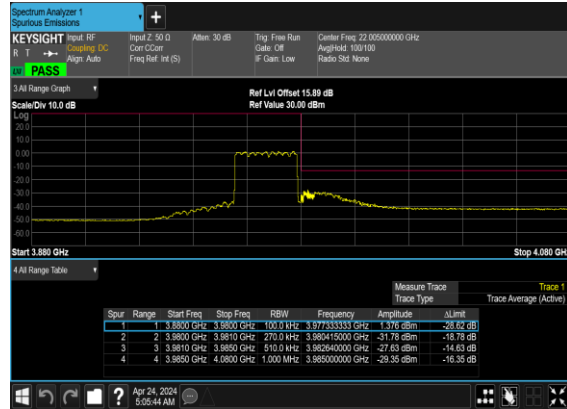 Spectrum Analyzer 1
Spurious Emissions
KEYSIGHT Input: RF Input Z: 50 Ω Atten: 30 dB Trig: Free Run Center Freq: 22.005000000 GHz
R T Coupling: DC Corr CCorr Gate: Off Avg|Hold: 100/100
Align: Auto Freq Ref: Int (S) IF Gain: Low Radio Std: None
PASS
3 All Range Graph
Ref Lvl Offset 15.89 dB
Scale/Div 10.0 dB Ref Value 30.00 dBm
Log
20.0
10.0
0.00
-10.0
-20.0
-30.0
-40.0
-50.0
-60.0
Start 3.880 GHz Stop 4.080 GH
4 All Range Table
Measure Trace Trace 1
Trace Type Trace Average (Active)
Spur Range Start Freq Stop Freq RBW Frequency Amplitude ΔLimit
1 1 3.8800 GHz 3.9800 GHz 100.0 kHz 3.977333333 GHz 1.376 dBm -28.62 dB
2 2 3.9800 GHz 3.9810 GHz 270.0 kHz 3.980415000 GHz -31.78 dBm -18.78 dB
3 3 3.9810 GHz 3.9850 GHz 510.0 kHz 3.982640000 GHz -27.63 dBm -14.63 dB
4 4 3.9850 GHz 4.0800 GHz 1.000 MHz 3.985000000 GHz -29.35 dBm -16.35 dB
Apr 24, 2024
5:05:44 AM